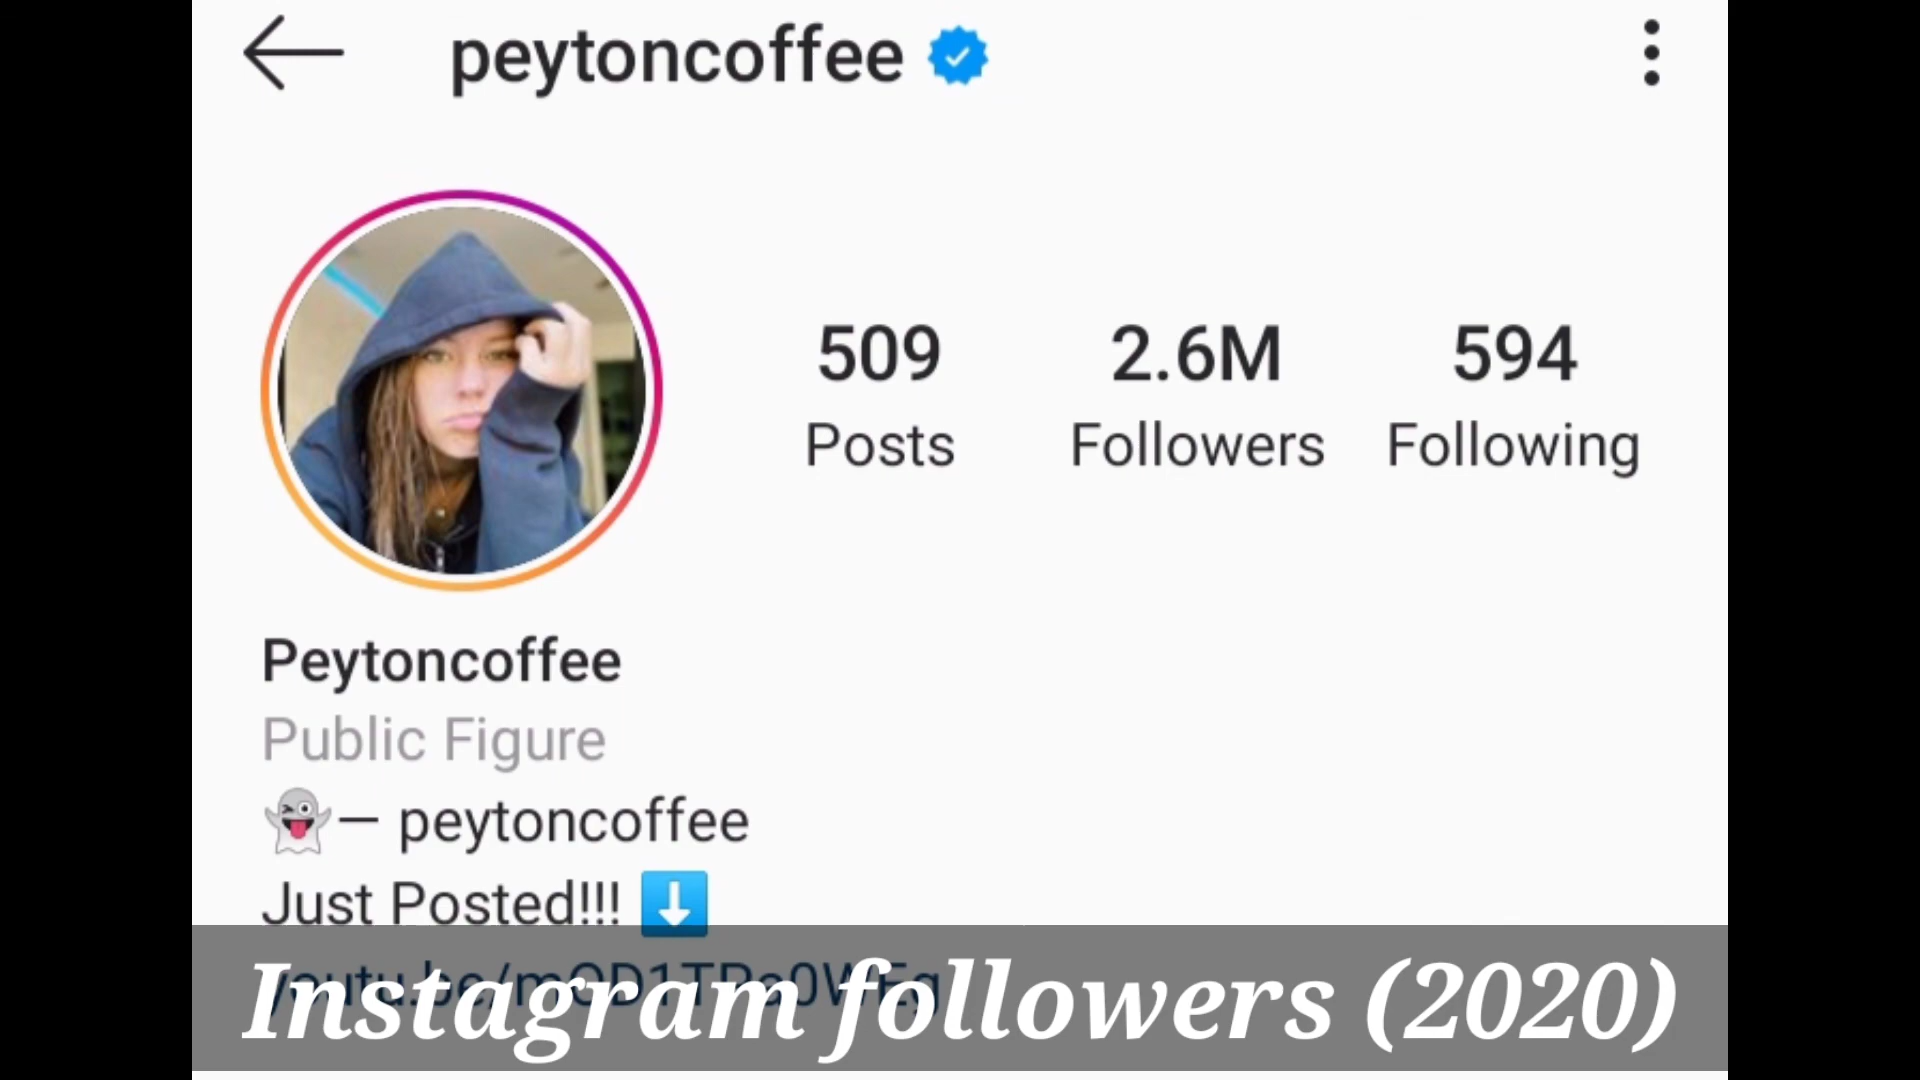 peytoncoffee
509 2.6M 594
Posts Followers Following
Peytoncoffee
Public Figure
👻— peytoncoffee
Just Posted!!! ⬇️
Instagram followers (2020)